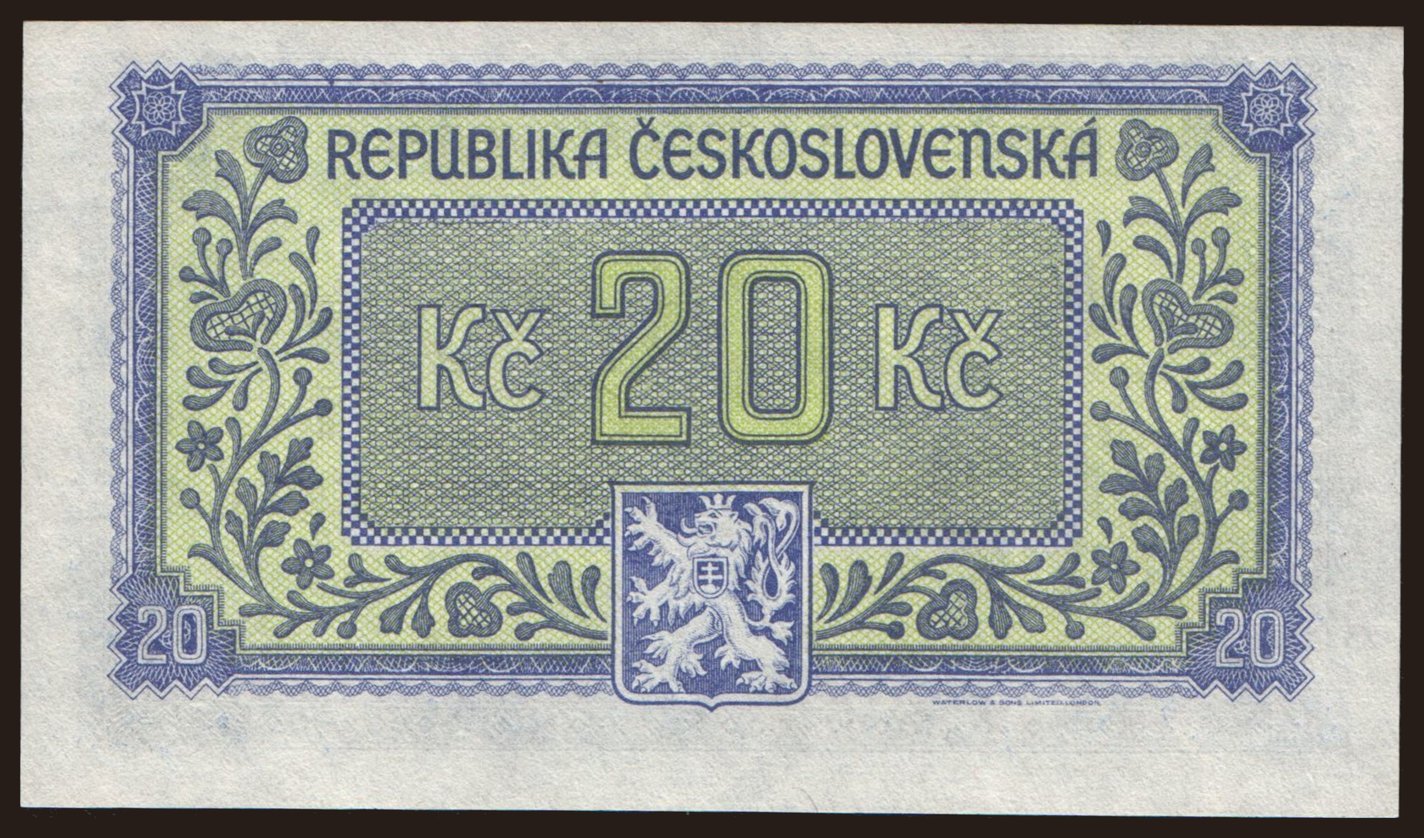 REPUBLIKA ČESKOSLOVENSKÁ
Kč 20 Kč
20 20
WATERLOW & SONS LIMITED, LONDON.